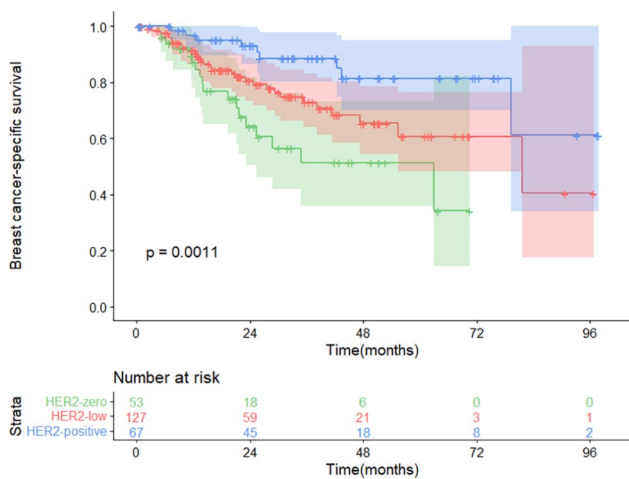 Breast cancer-specific survival
1.0
0.8
0.6
0.4
0.2
0.0
p = 0.0011
0 24 48 72 96
Time(months)
Number at risk
Strata
HER2-zero 53 18 6 0 0
HER2-low 127 59 21 3 1
HER2-positive 67 45 18 8 2
0 24 48 72 96
Time(months)